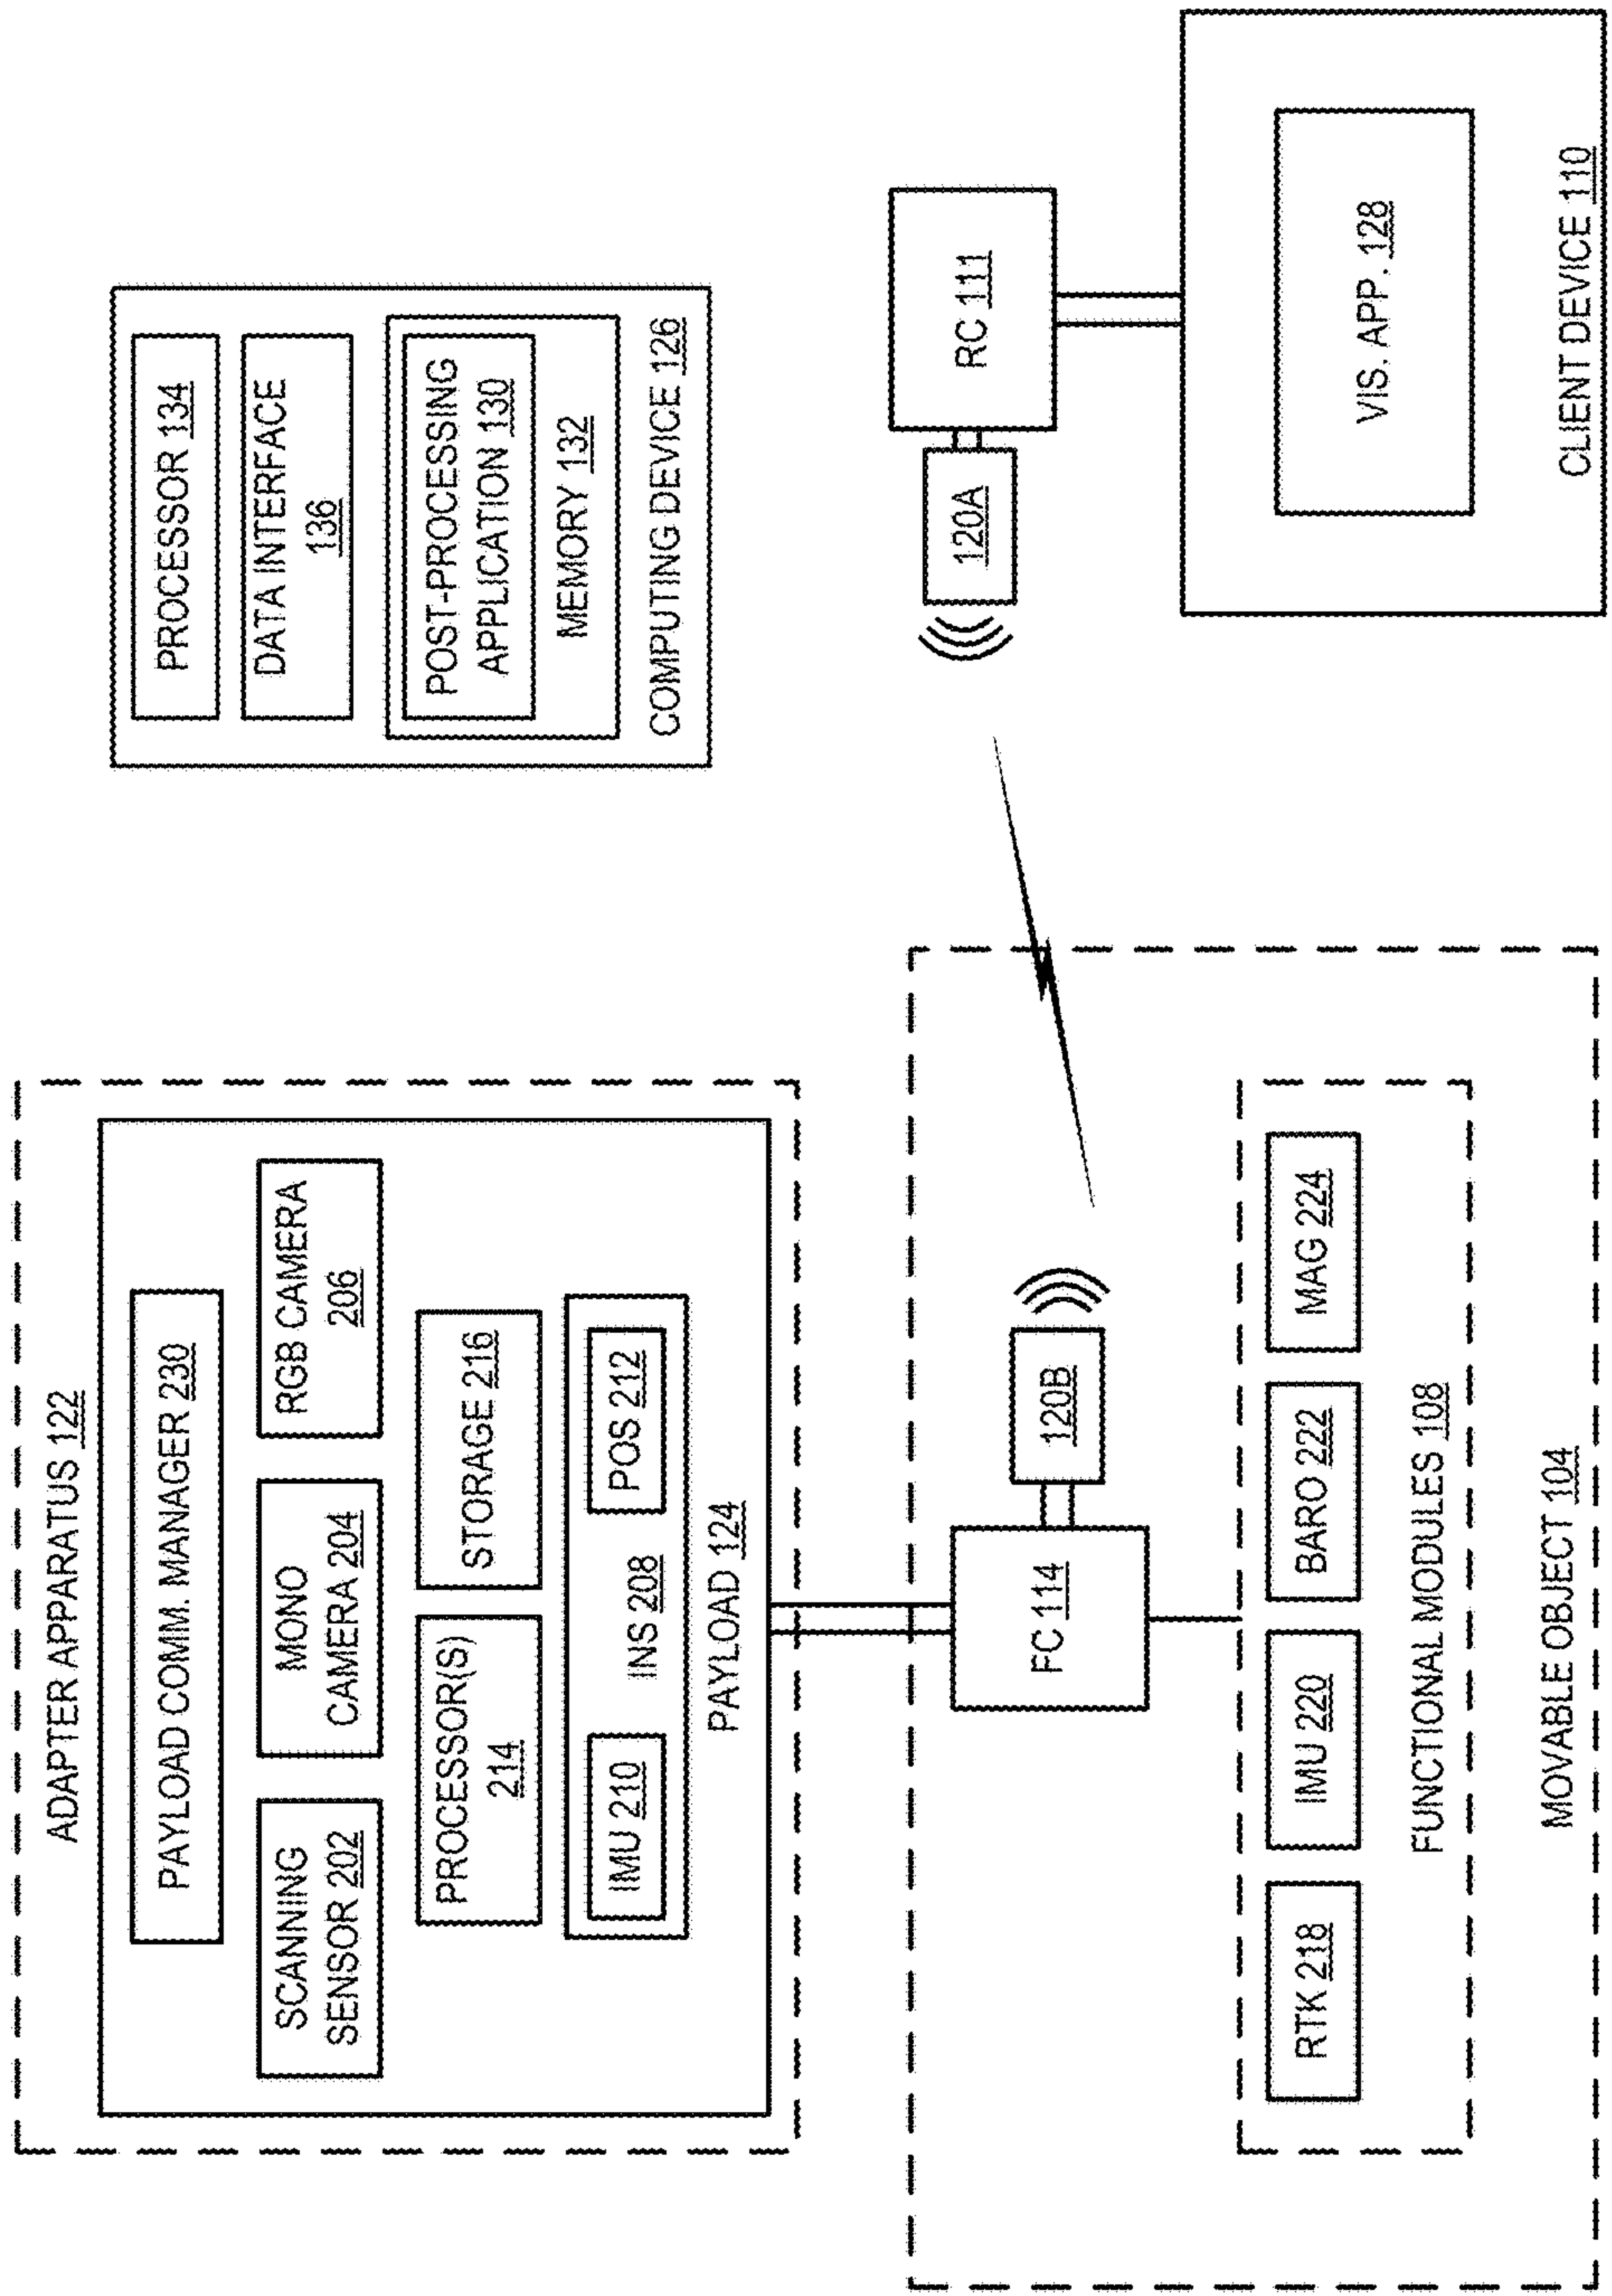 ADAPTER APPARATUS 122
PAYLOAD COMM. MANAGER 230
SCANNING
SENSOR 202
MONO
CAMERA 204
RGB CAMERA
206
PROCESSOR(S)
214
STORAGE 216
IMU 210
INS 208
POS 212
PAYLOAD 124
PROCESSOR 134
DATA INTERFACE
136
POST-PROCESSING
APPLICATION 130
MEMORY 132
COMPUTING DEVICE 126
FC 114
120B
RTK 218
IMU 220
BARO 222
MAG 224
FUNCTIONAL MODULES 108
MOVABLE OBJECT 104
120A
RC 111
VIS. APP. 128
CLIENT DEVICE 110